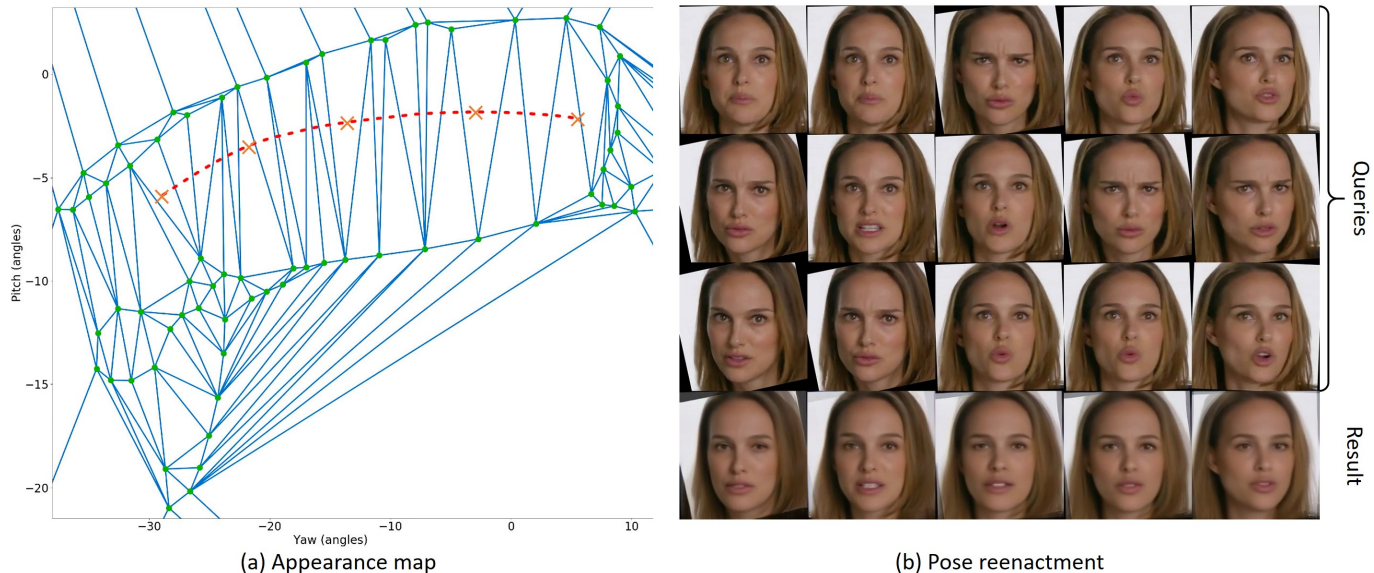 0
−5
−10
−15
−20
Pitch (angles)
−30
−20
−10
0
10
Yaw (angles)
(a) Appearance map
Queries
Result
(b) Pose reenactment